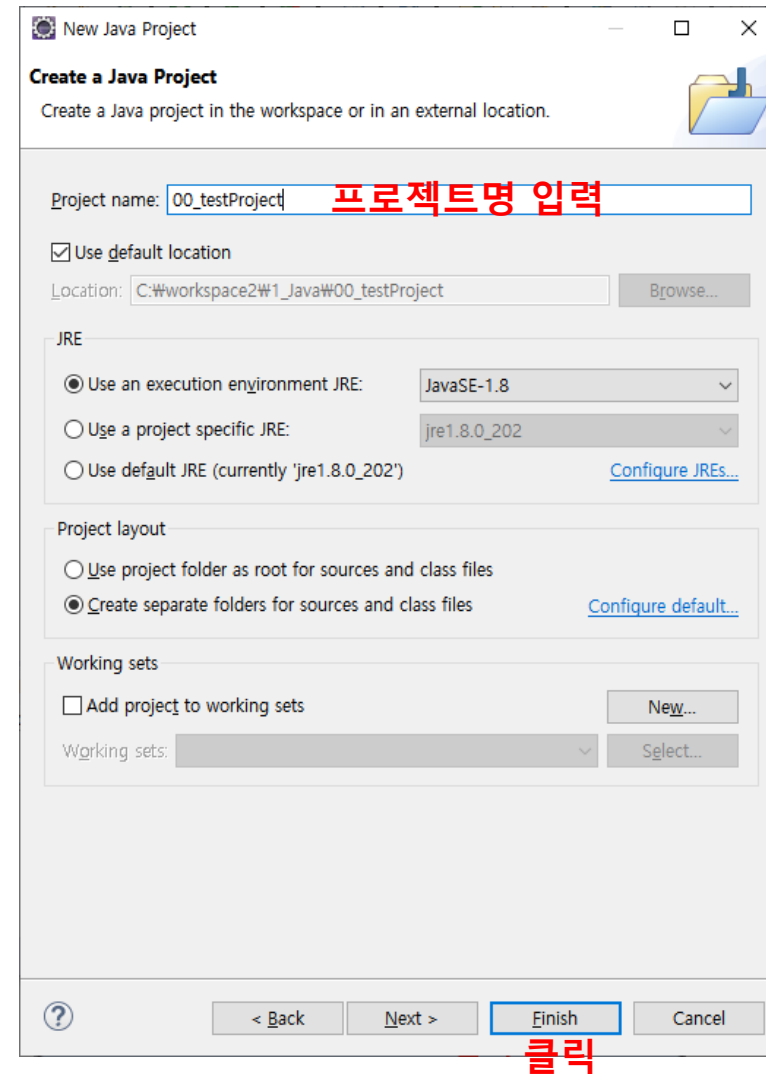 New Java Project
Create a Java Project
Create a Java project in the workspace or in an external location.
Project name: 00_testProject 프로젝트명 입력
Use default location
Location: C:₩workspace2₩1_Java₩00_testProject Browse...
JRE
Use an execution environment JRE: JavaSE-1.8
Use a project specific JRE: jre1.8.0_202
Use default JRE (currently 'jre1.8.0_202') Configure JREs...
Project layout
Use project folder as root for sources and class files
Create separate folders for sources and class files Configure default...
Working sets
Add project to working sets New...
Working sets: Select...
? < Back Next > Finish Cancel
클릭